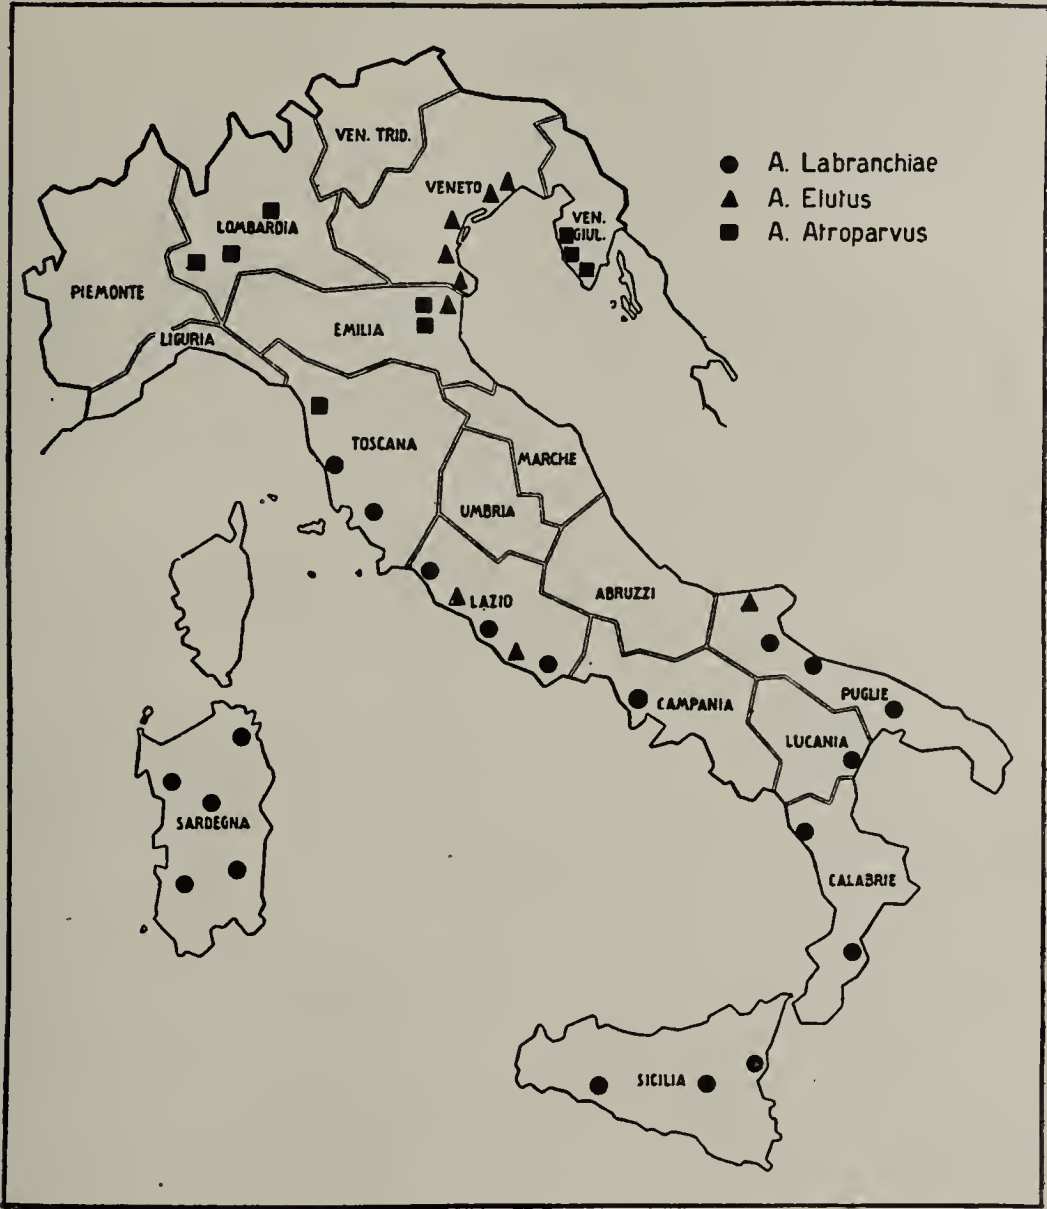 VEN. TRID.
● A. Labranchiae
▲ A. Elutus
■ A. Atroparvus
VENETO
LOMBARDIA
VEN.
GIUL.
PIEMONTE
EMILIA
LIGURIA
TOSCANA
MARCHE
UMBRIA
LAZIO
ABRUZZI
PUGLIE
CAMPANIA
LUCANIA
SARDEGNA
CALABRIE
SICILIA